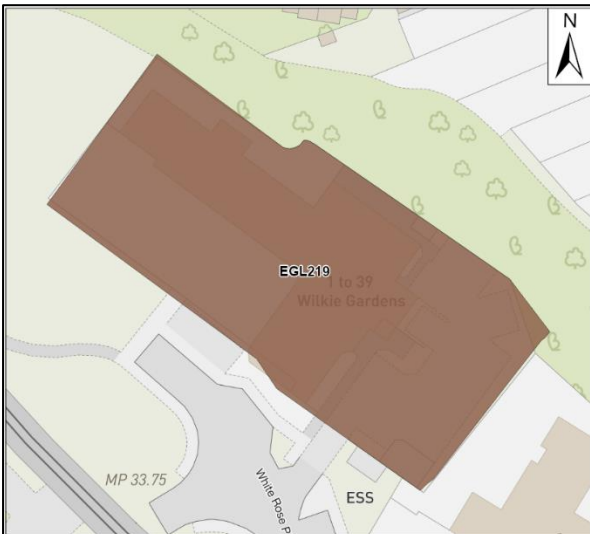 N
EGL219
1 to 39
Wilkie Gardens
MP 33.75
White Rose P
ESS